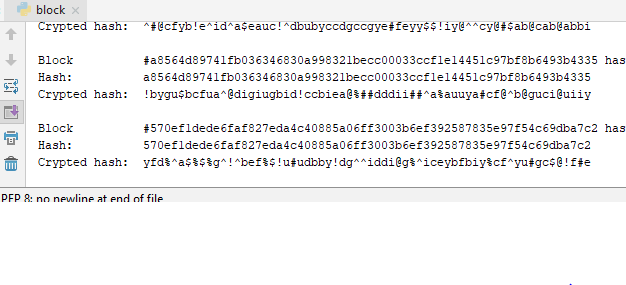 block
Crypted hash: ^#@cfyb!e^id^a$eauc!^dbubyccdgccgye#feyy$$!iy@^^cy@#$ab@cab@abbi
Block #a8564d89741fb036346830a998321becc00033ccf1e14451c97bf8b6493b4335 has
Hash: a8564d89741fb036346830a998321becc00033ccf1e14451c97bf8b6493b4335
Crypted hash: !bygu$bcfua^@digiugbid!ccbiea@%##dddii##^a%auuya#cf@^b@guci@uiiy
Block #570ef1dede6faf827eda4c40885a06ff3003b6ef392587835e97f54c69dba7c2 has
Hash: 570ef1dede6faf827eda4c40885a06ff3003b6ef392587835e97f54c69dba7c2
Crypted hash: yfd%^a$%$%g^!^bef%$!u#udbby!dg^^iddi@g%^iceybfbiy%cf^yu#gc$@!f#e
PEP 8: no newline at end of file